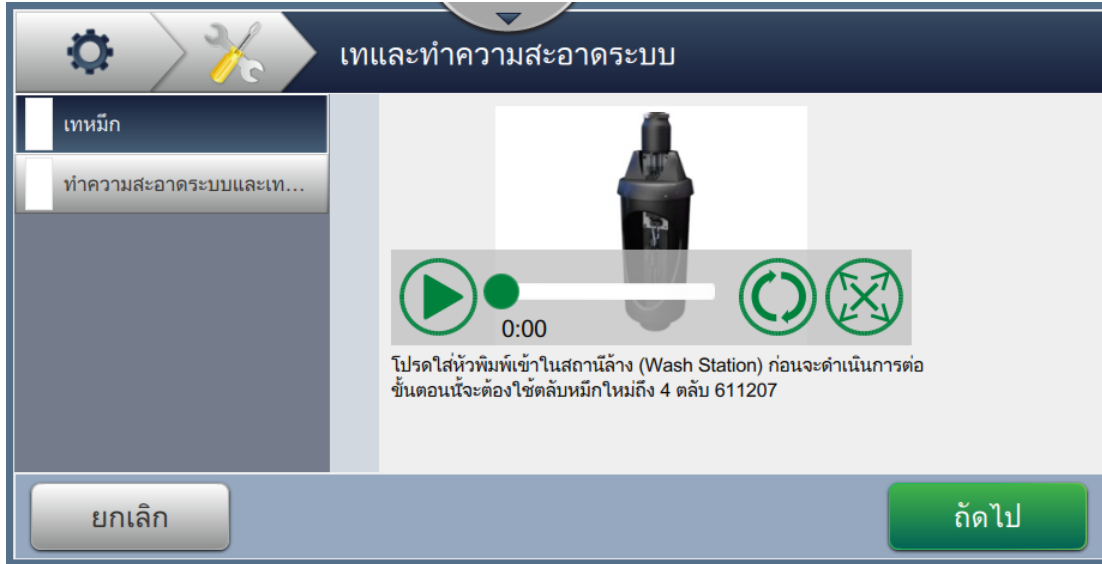 เทและทำความสะอาดระบบ
เทหมึก
ทำความสะอาดระบบและเท...
0:00
โปรดใส่หัวพิมพ์เข้าในสถานีล้าง (Wash Station) ก่อนจะดำเนินการต่อ
ขั้นตอนนี้จะต้องใช้ตลับหมึกใหม่ถึง 4 ตลับ 611207
ยกเลิก
ถัดไป